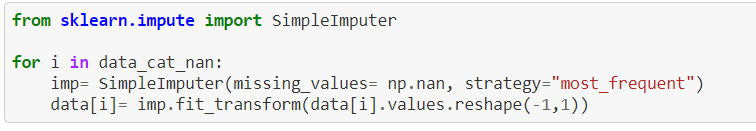 from sklearn.impute import SimpleImputer
for i in data_cat_nan:
    imp= SimpleImputer(missing_values= np.nan, strategy="most_frequent")
    data[i]= imp.fit_transform(data[i].values.reshape(-1,1))